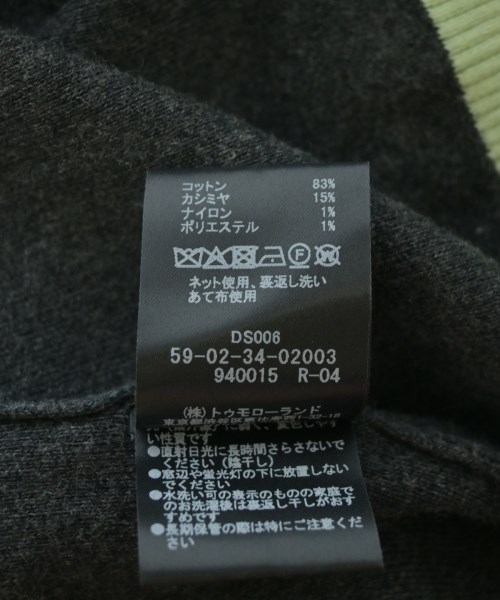 コットン 83%
カシミヤ 15%
ナイロン 1%
ポリエステル 1%
ネット使用、裏返し洗い
あて布使用
DS006
59-02-34-02003
940015 R-04
(株)トゥモローランド
い性質です
●直射日光に長時間さらさないで
ください(陰干し)
●窓辺や蛍光灯の下に放置しない
でください
●水洗い可の表示のものの家庭で
のお洗濯後は裏返し干しがおす
すめです
●長期保管の際は特にご注意くだ
さい